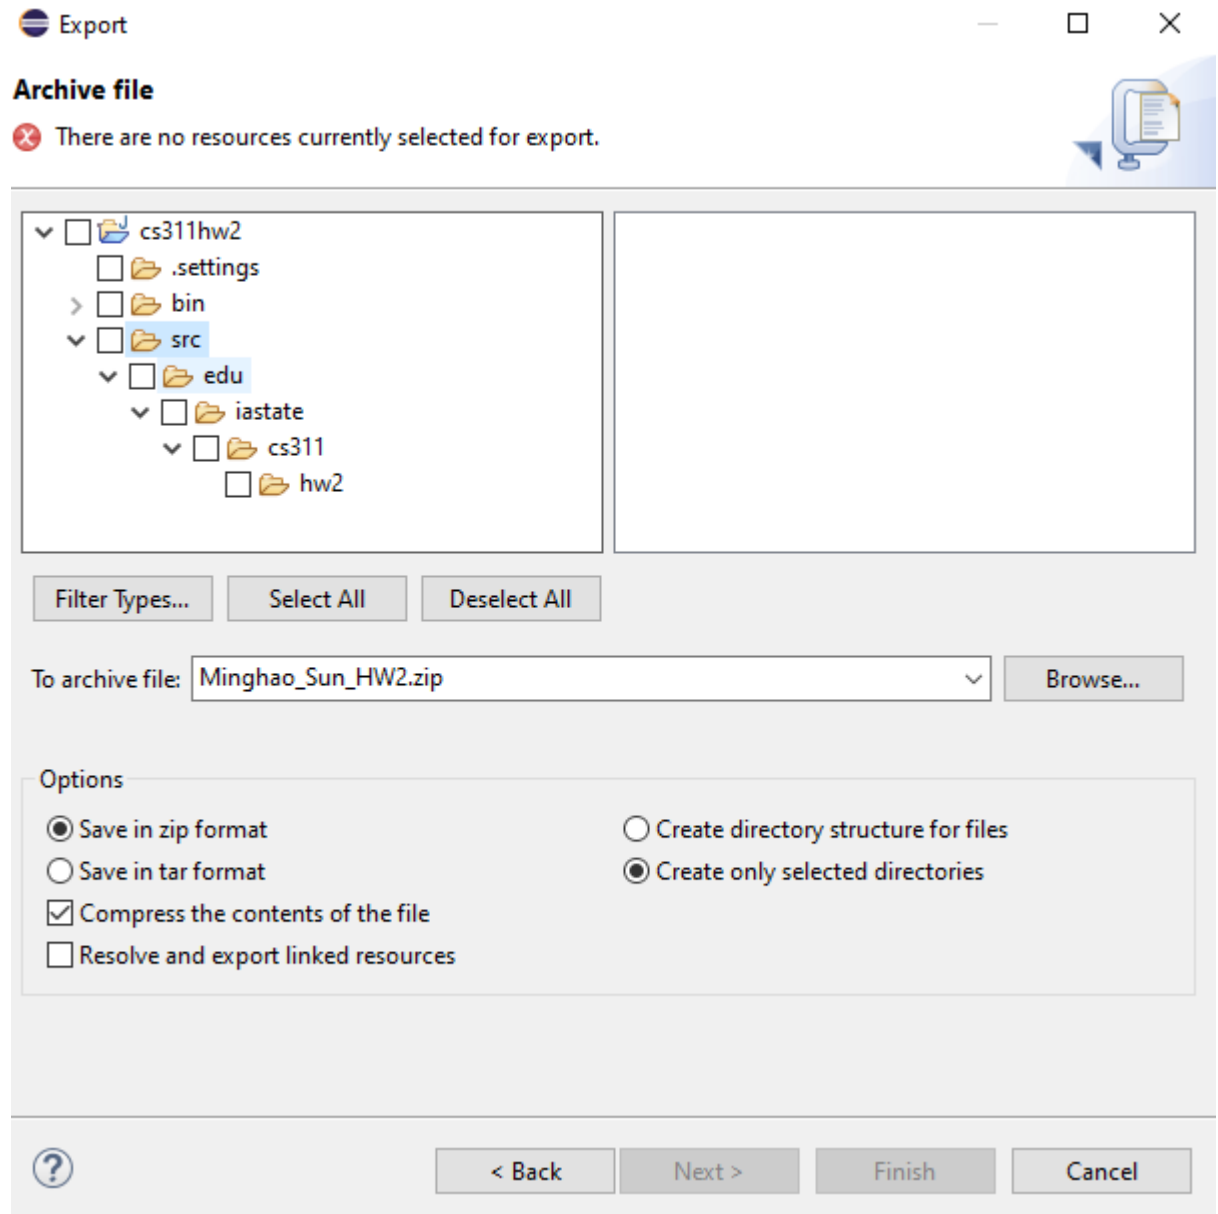 Export
Archive file
There are no resources currently selected for export.
cs311hw2
.settings
bin
src
edu
iastate
cs311
hw2
Filter Types... Select All Deselect All
To archive file: Minghao_Sun_HW2.zip Browse...
Options
Save in zip format Create directory structure for files
Save in tar format Create only selected directories
Compress the contents of the file
Resolve and export linked resources
? < Back Next > Finish Cancel